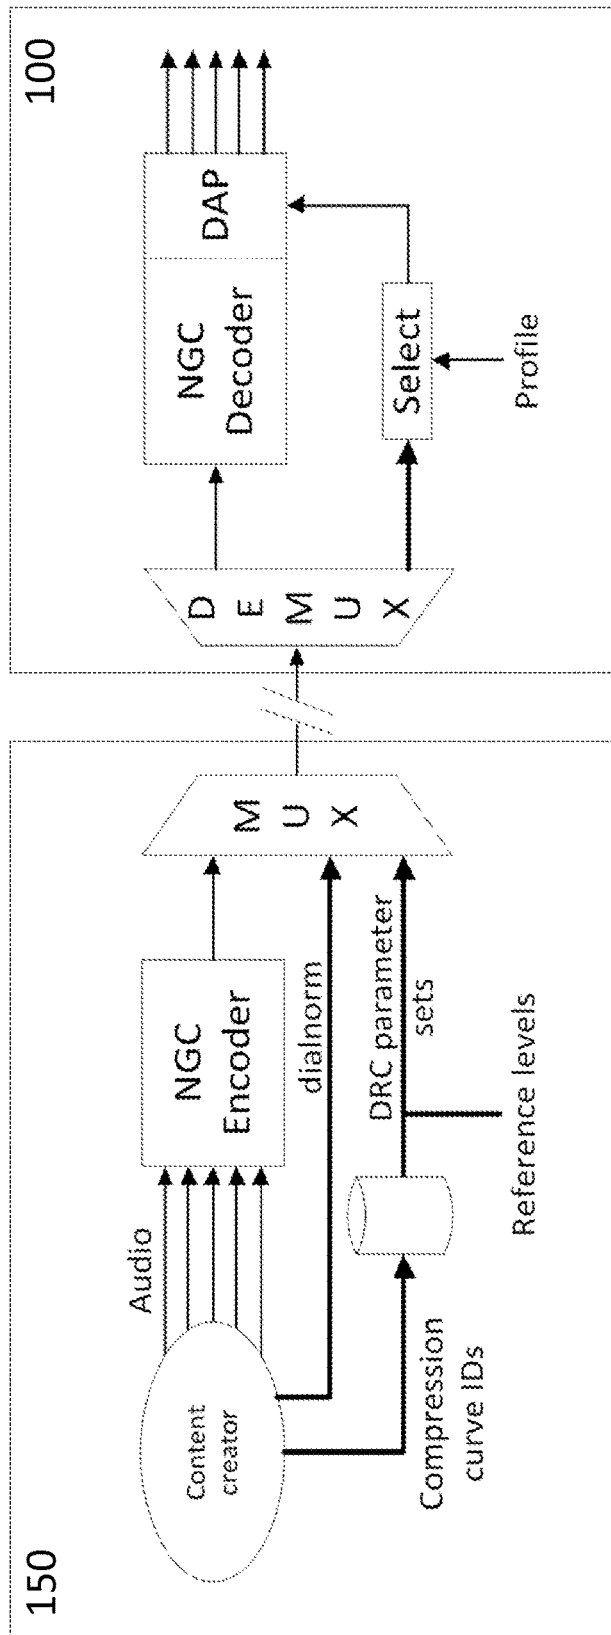 150
Content
creator
Audio
NGC
Encoder
dialnorm
Compression
curve IDs
DRC parameter
sets
Reference levels
M
U
X
100
D
E
M
U
X
NGC
Decoder
DAP
Select
Profile